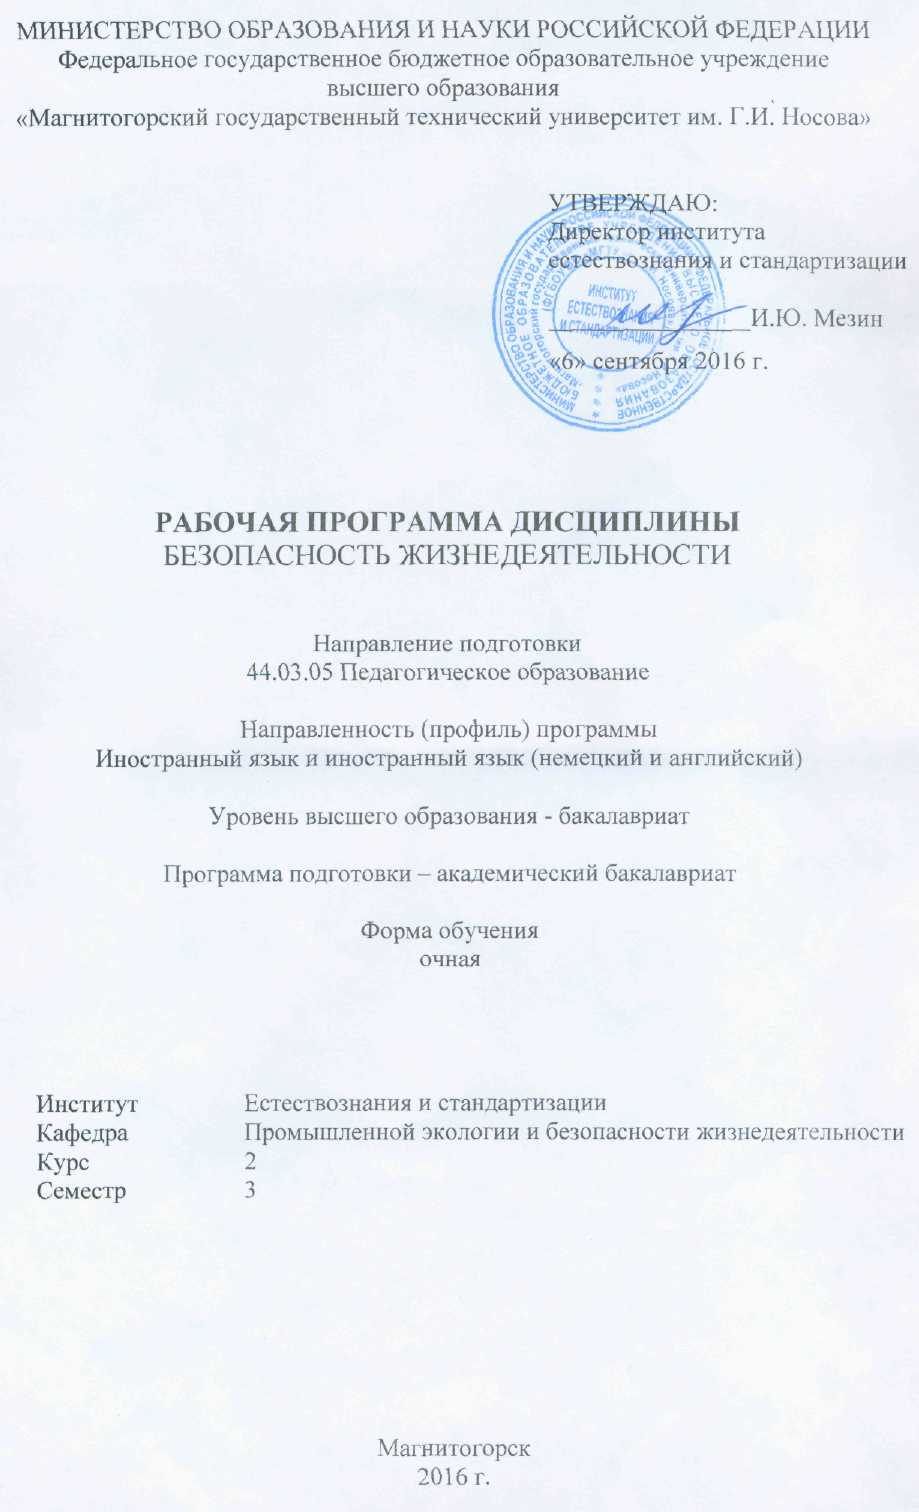 МИНИСТЕРСТВО ОБРАЗОВАНИЯ И НАУКИ РОССИЙСКОЙ ФЕДЕРАЦИИ
Федеральное государственное бюджетное образовательное учреждение
высшего образования
«Магнитогорский государственный технический университет им. Г.И. Носова»
УТВЕРЖДАЮ:
Директор института
естествознания и стандартизации
И.Ю. Мезин
«6» сентября 2016 г.
ИНСТИТУТ
ЕСТЕСТВОЗНАНИЯ
И СТАНДАРТИЗАЦИИ
РАБОЧАЯ ПРОГРАММА ДИСЦИПЛИНЫ
БЕЗОПАСНОСТЬ ЖИЗНЕДЕЯТЕЛЬНОСТИ
Направление подготовки
44.03.05 Педагогическое образование
Направленность (профиль) программы
Иностранный язык и иностранный язык (немецкий и английский)
Уровень высшего образования - бакалавриат
Программа подготовки – академический бакалавриат
Форма обучения
очная
Институт Естествознания и стандартизации
Кафедра Промышленной экологии и безопасности жизнедеятельности
Курс 2
Семестр 3
Магнитогорск
2016 г.